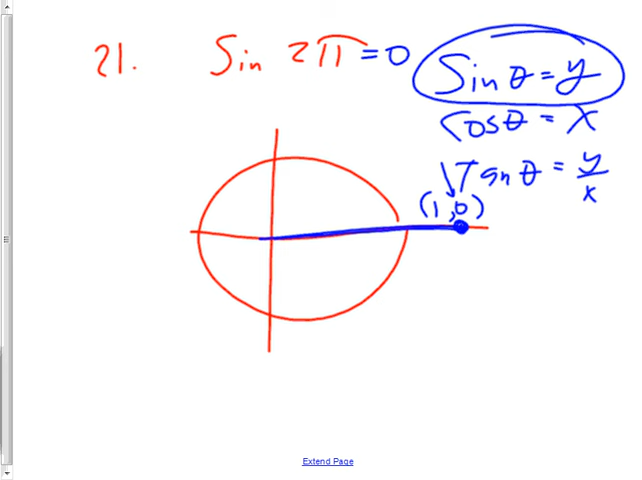 21. Sin 2π = 0
Sin θ = y
Cos θ = x
Tan θ = y/x
(1, 0)
Extend Page